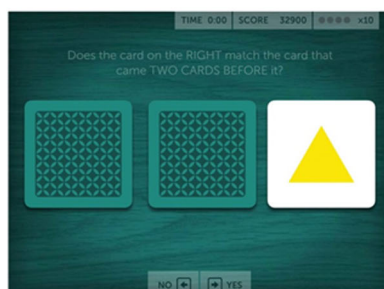 TIME 0:00 SCORE 32900 x10
Does the card on the RIGHT match the card that
came TWO CARDS BEFORE it?
NO YES